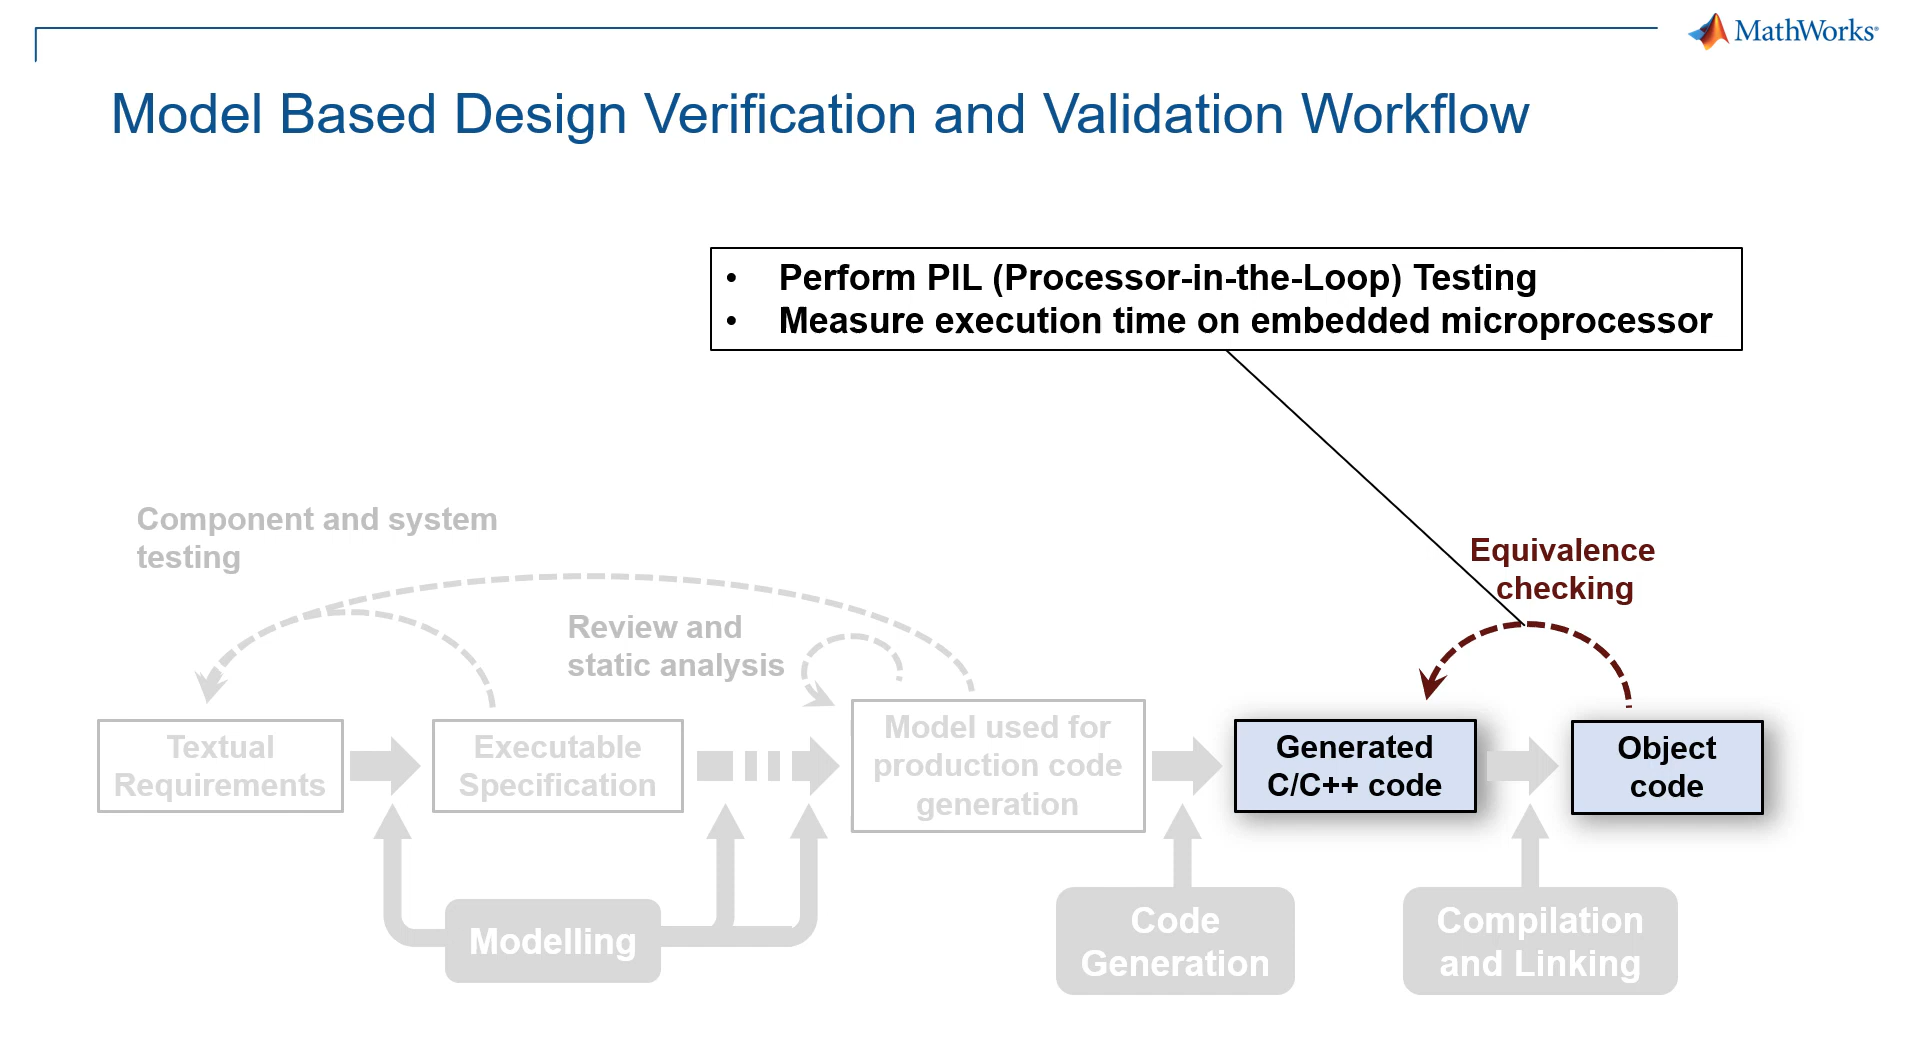 MathWorks®
Model Based Design Verification and Validation Workflow
• Perform PIL (Processor-in-the-Loop) Testing
• Measure execution time on embedded microprocessor
Component and system
testing
Review and
static analysis
Equivalence
checking
Textual
Requirements
Executable
Specification
Model used for
production code
generation
Generated
C/C++ code
Object
code
Modelling
Code
Generation
Compilation
and Linking